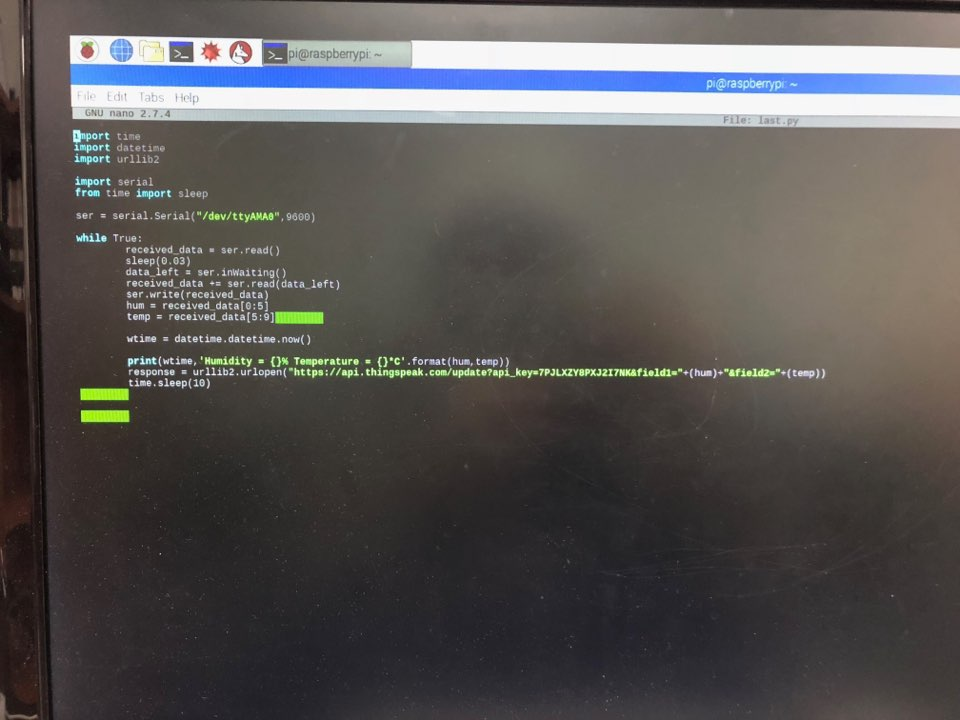 pi@raspberrypi: ~
pi@raspberrypi: ~
File Edit Tabs Help
GNU nano 2.7.4 File: last.py
import time
import datetime
import urllib2
import serial
from time import sleep
ser = serial.Serial("/dev/ttyAMA0",9600)
while True:
received_data = ser.read()
sleep(0.03)
data_left = ser.inWaiting()
received_data += ser.read(data_left)
ser.write(received_data)
hum = received_data[0:5]
temp = received_data[5:9]
wtime = datetime.datetime.now()
print(wtime,'Humidity = {}% Temperature = {}*C'.format(hum,temp))
response = urllib2.urlopen("https://api.thingspeak.com/update?api_key=7PJLXZY8PXJ2I7NK&field1="+(hum)+"&field2="+(temp))
time.sleep(10)